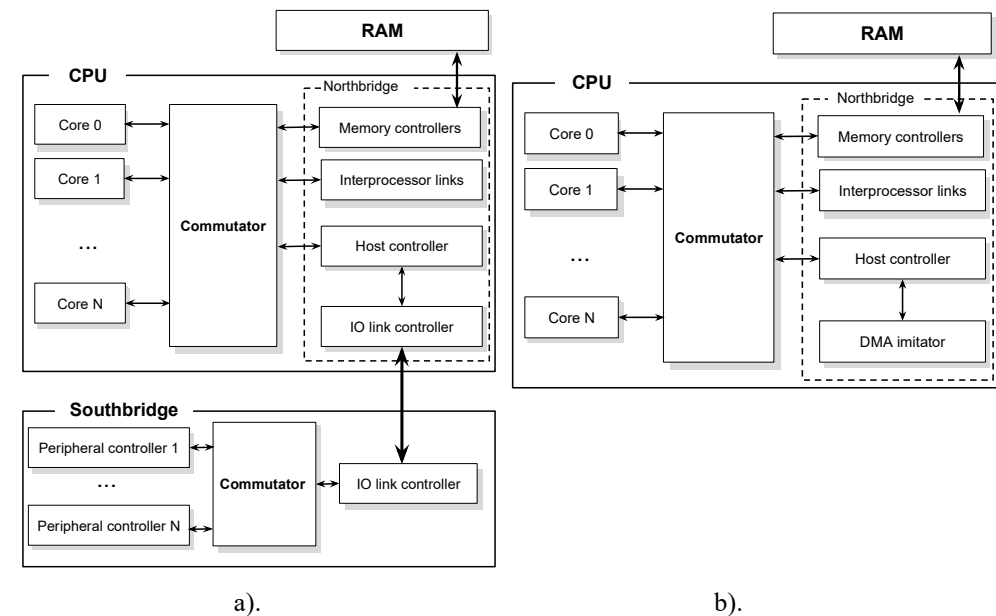 RAM
CPU
Northbridge
Core 0
Memory controllers
Core 1
Interprocessor links
Commutator
...
Host controller
Core N
IO link controller
Southbridge
Peripheral controller 1
...
Commutator
IO link controller
Peripheral controller N
a).
RAM
CPU
Northbridge
Core 0
Memory controllers
Core 1
Interprocessor links
Commutator
...
Host controller
Core N
DMA imitator
b).